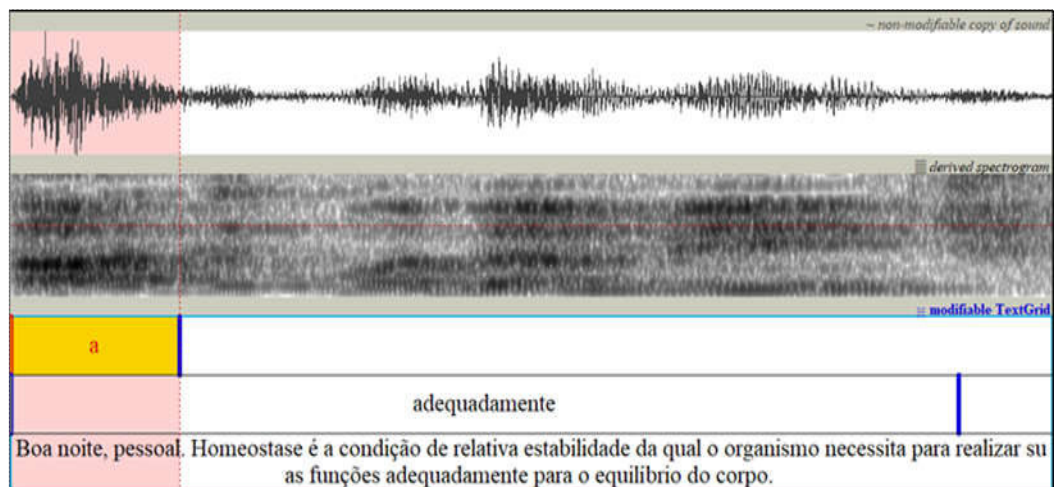 ~ non-modifiable copy of sound
derived spectrogram
modifiable TextGrid
a
adequadamente
Boa noite, pessoal. Homeostase é a condição de relativa estabilidade da qual o organismo necessita para realizar su
as funções adequadamente para o equilíbrio do corpo.